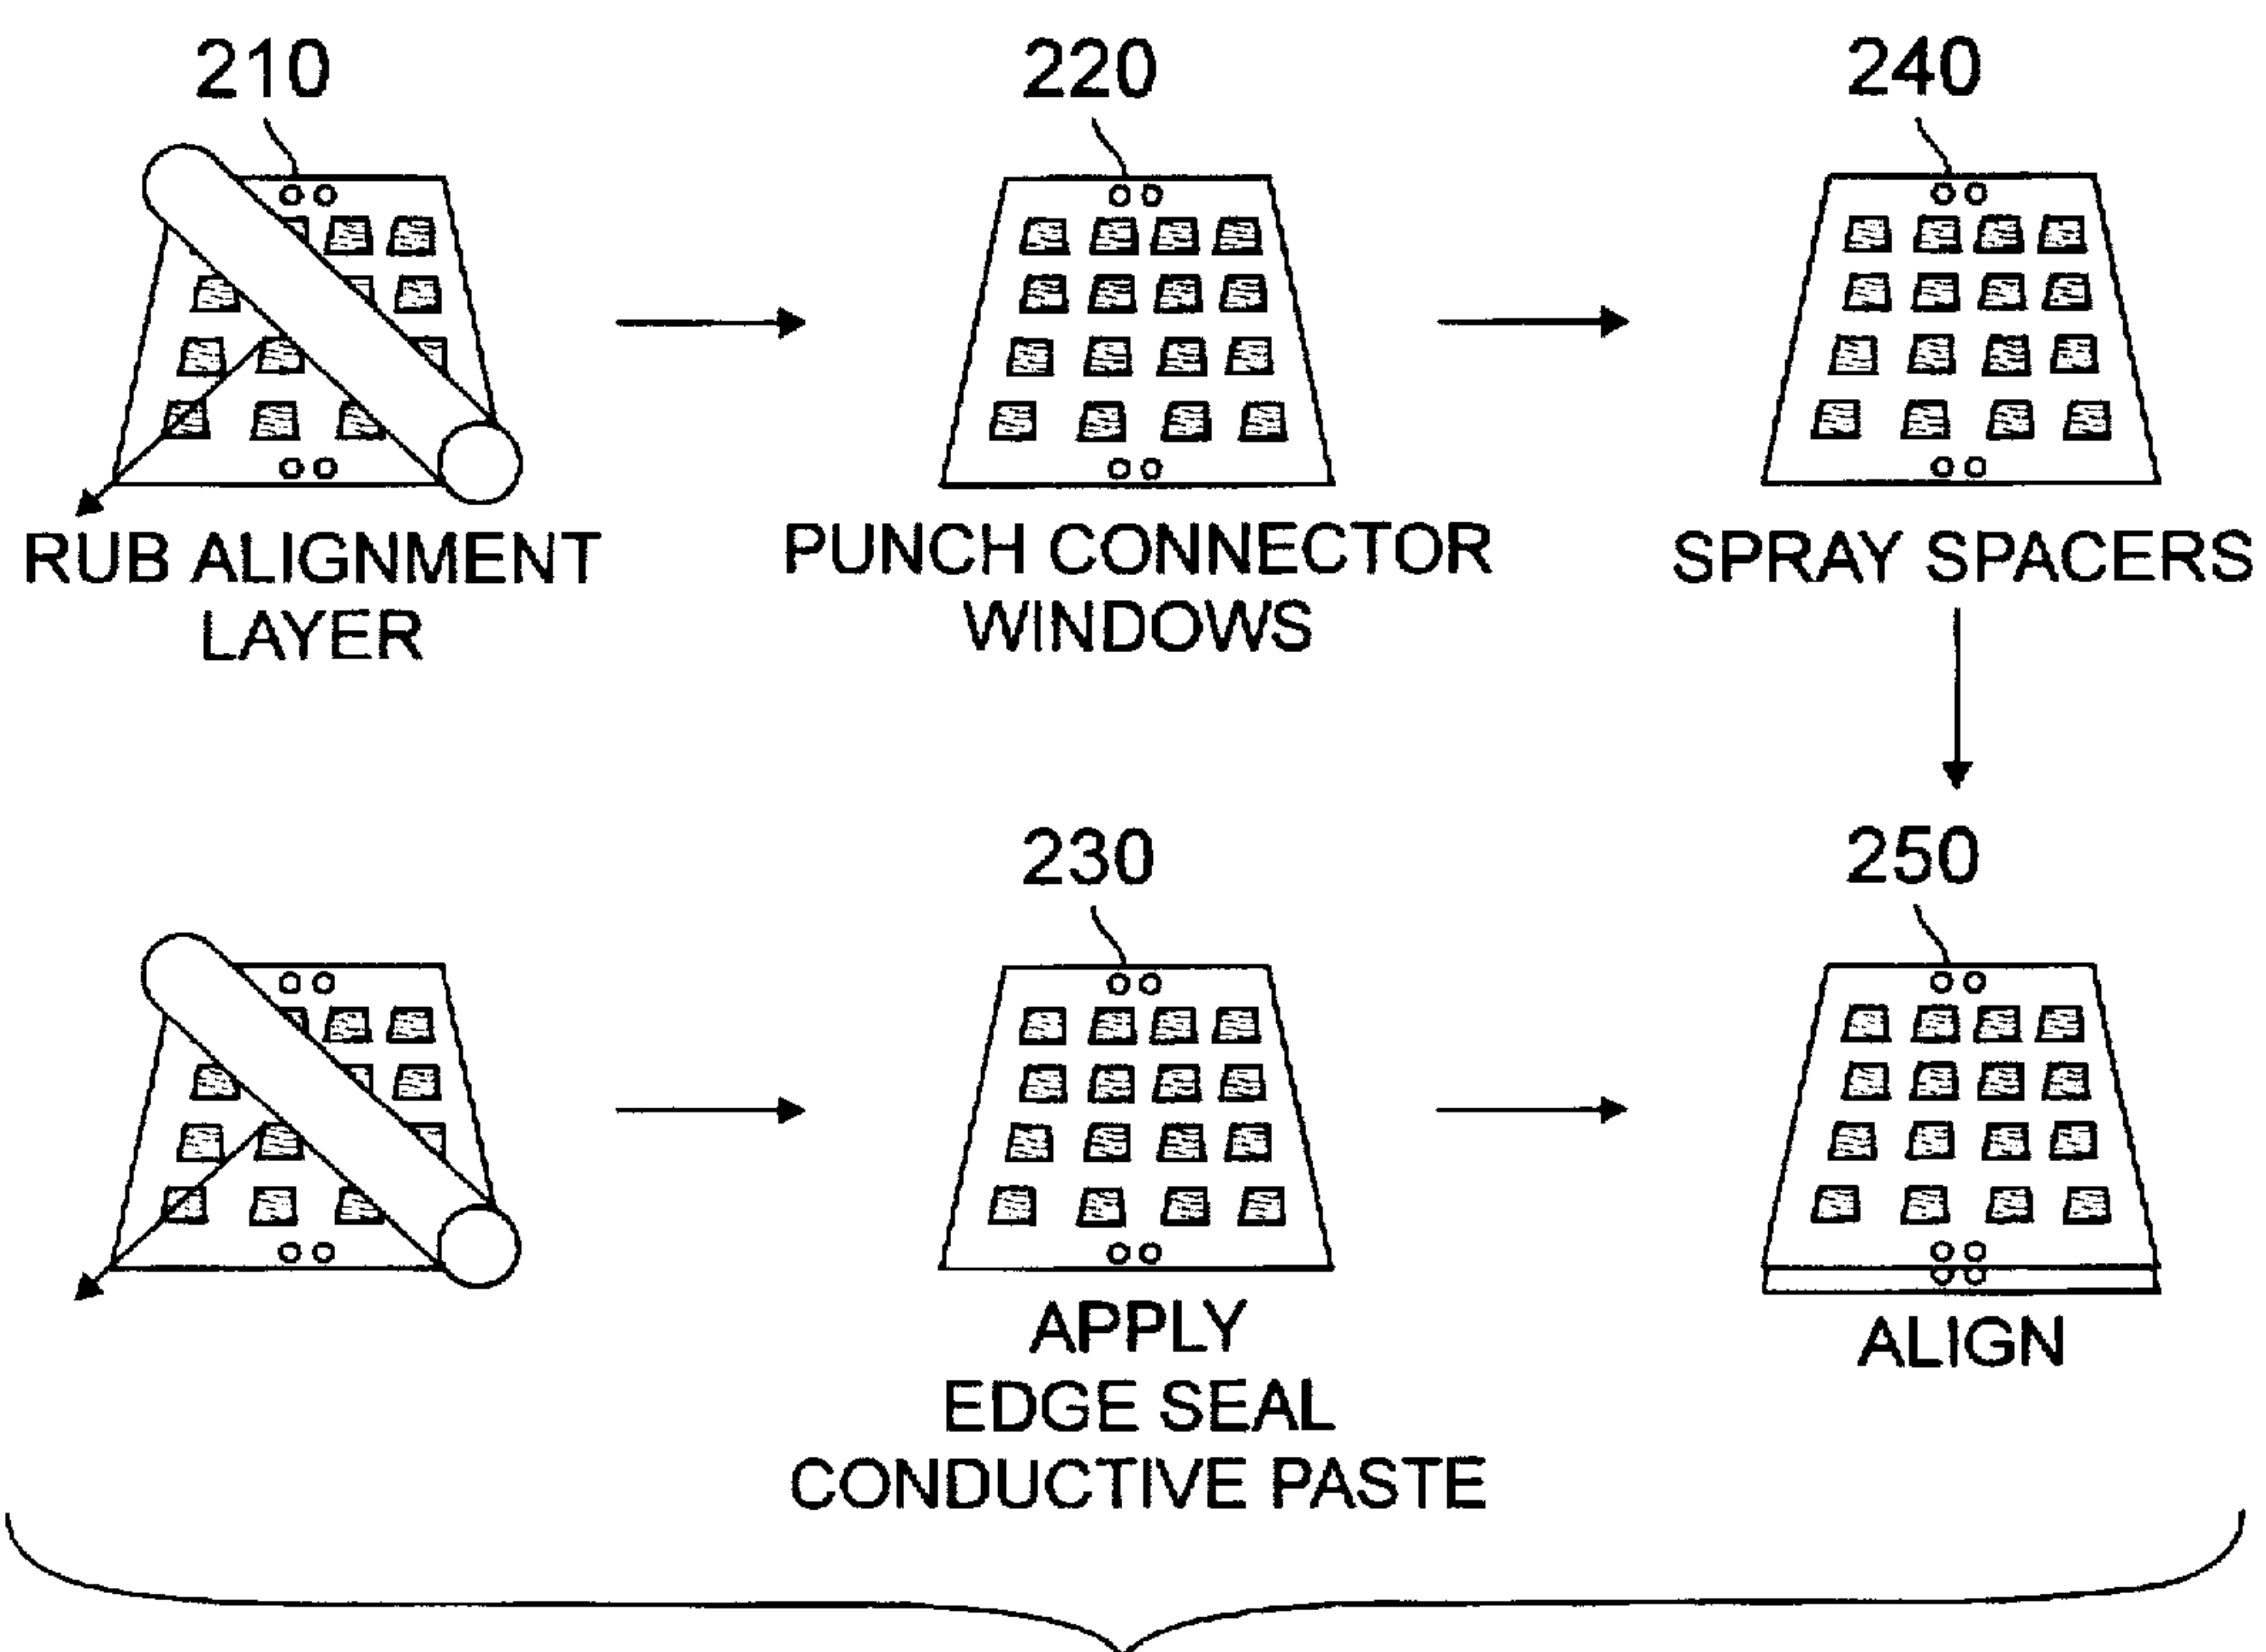 210
220
240
RUB ALIGNMENT
LAYER
PUNCH CONNECTOR
WINDOWS
SPRAY SPACERS
230
250
APPLY
EDGE SEAL
CONDUCTIVE PASTE
ALIGN